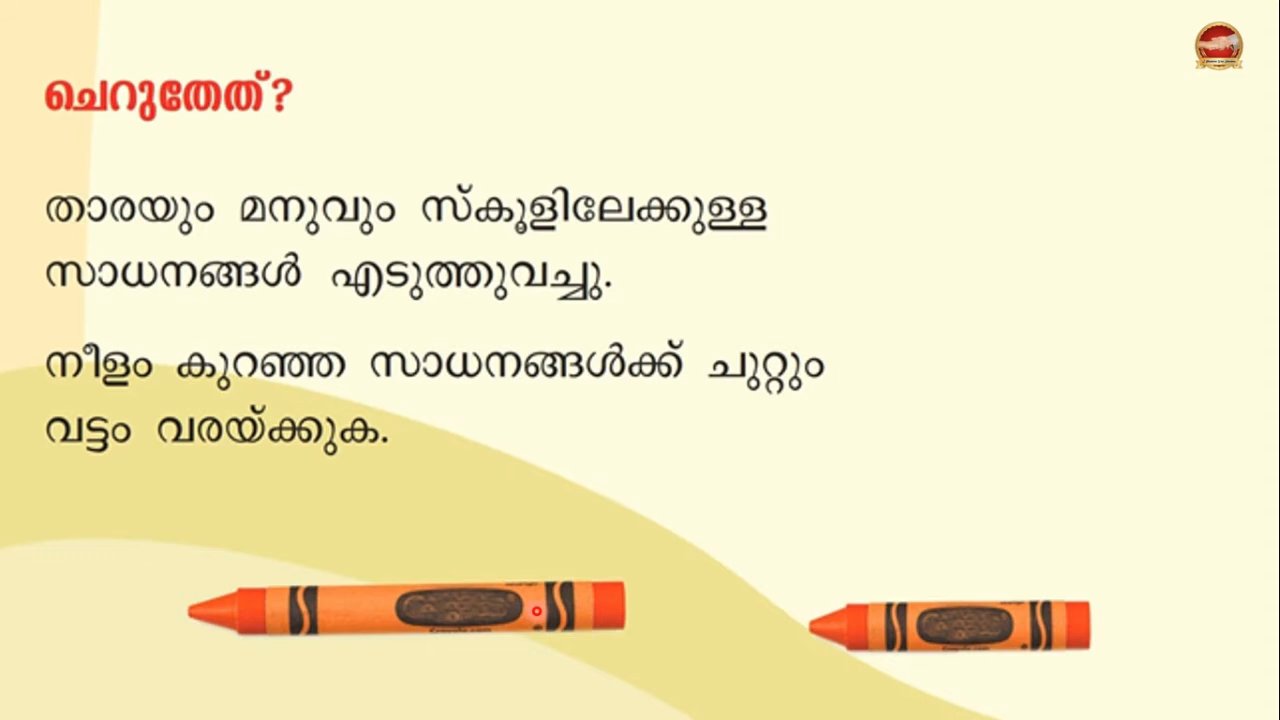 ചെറുതേത്?
താരയും മനുവും സ്കൂളിലേക്കുള്ള
സാധനങ്ങൾ എടുത്തുവച്ചു.
നീളം കുറഞ്ഞ സാധനങ്ങൾക്ക് ചുറ്റും
വട്ടം വരയ്ക്കുക.